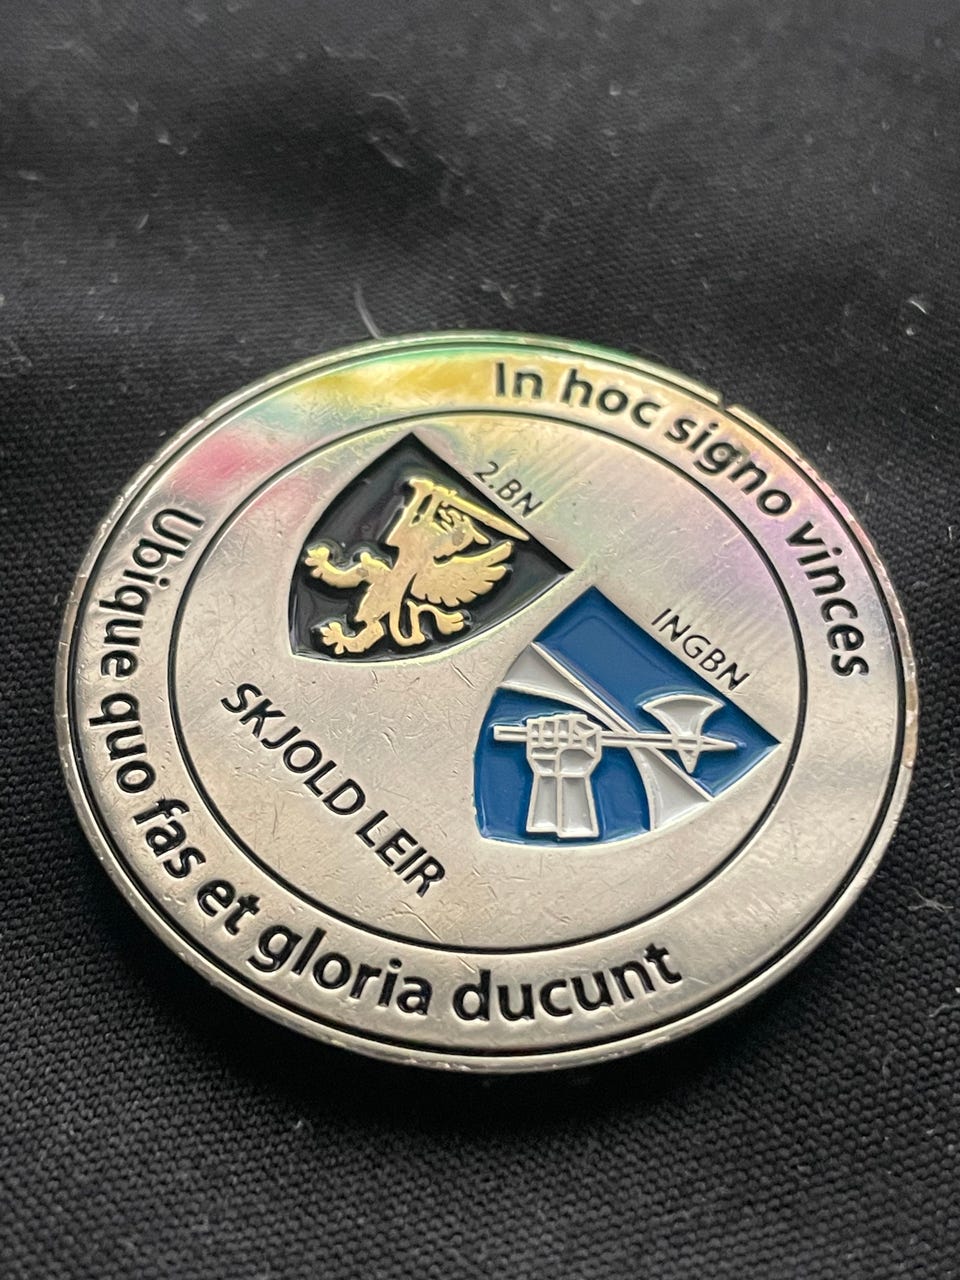 In hoc signo vinces
2.BN
INGBN
SKJOLD LEIR
Ubique quo fas et gloria ducunt